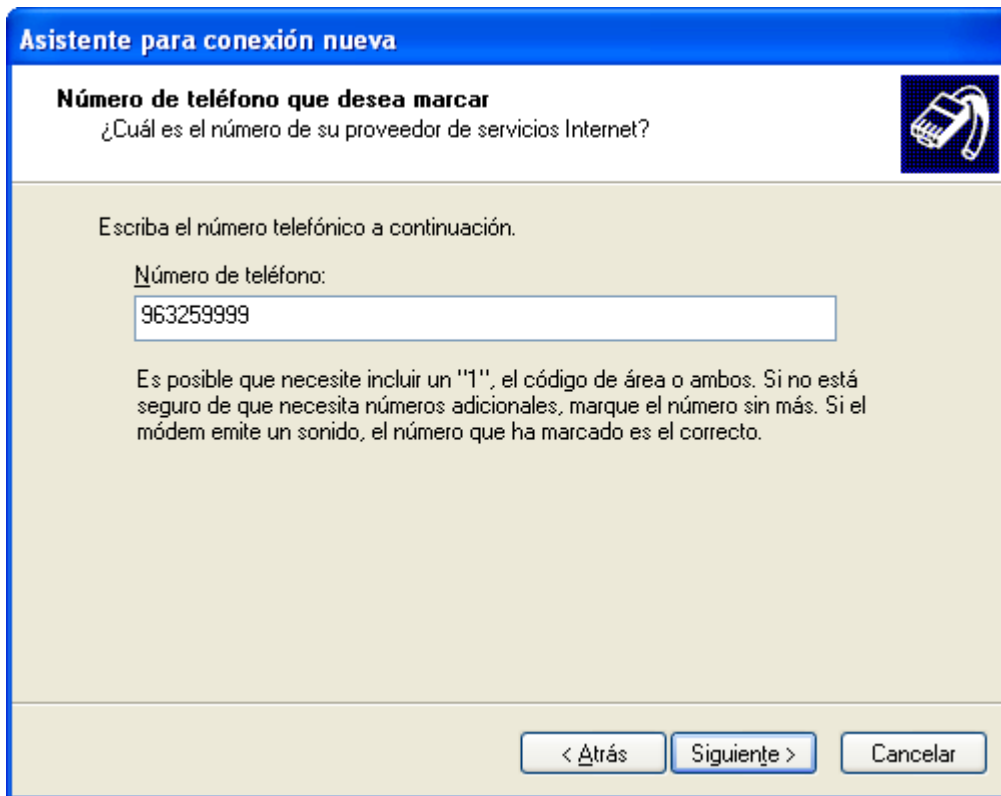 Asistente para conexión nueva
Número de teléfono que desea marcar
¿Cuál es el número de su proveedor de servicios Internet?
Escriba el número telefónico a continuación.
Número de teléfono:
963259999
Es posible que necesite incluir un "1", el código de área o ambos. Si no está
seguro de que necesita números adicionales, marque el número sin más. Si el
módem emite un sonido, el número que ha marcado es el correcto.
< Atrás
Siguiente >
Cancelar